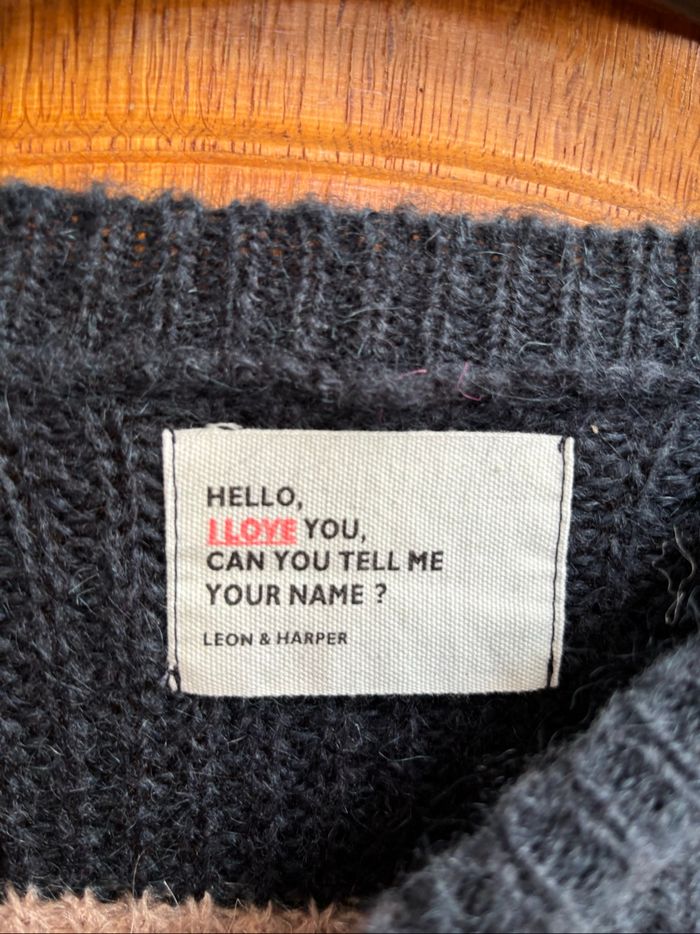 HELLO,
I LOVE YOU,
CAN YOU TELL ME
YOUR NAME ?
LEON & HARPER